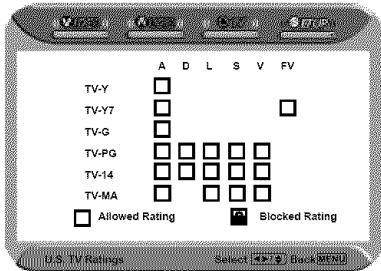 A D L S V FV
TV-Y
TV-Y7
TV-G
TV-PG
TV-14
TV-MA
Allowed Rating Blocked Rating
U.S. TV Ratings Select Back MENU